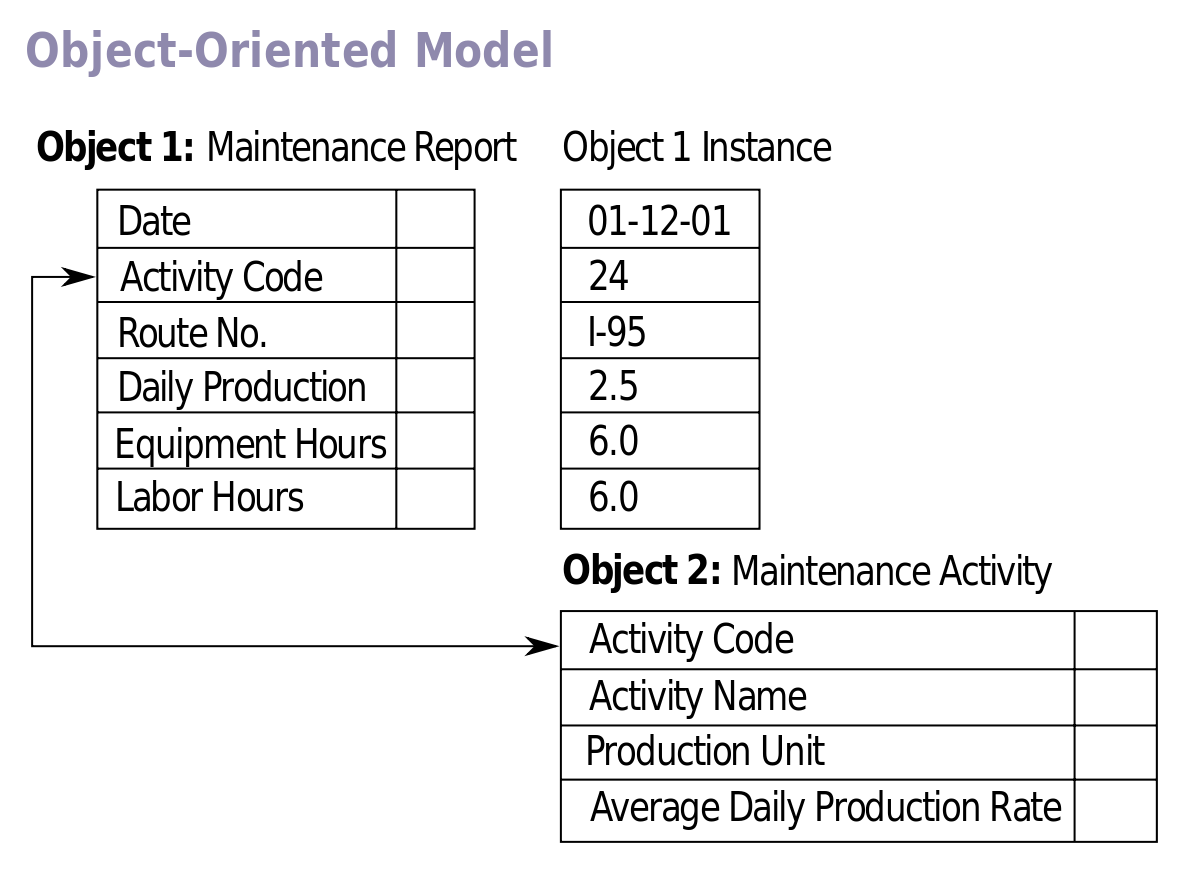 Object-Oriented Model
Object 1: Maintenance Report
Object 1 Instance
Date
01-12-01
Activity Code
24
Route No.
I-95
Daily Production
2.5
Equipment Hours
6.0
Labor Hours
6.0
Object 2: Maintenance Activity
Activity Code
Activity Name
Production Unit
Average Daily Production Rate